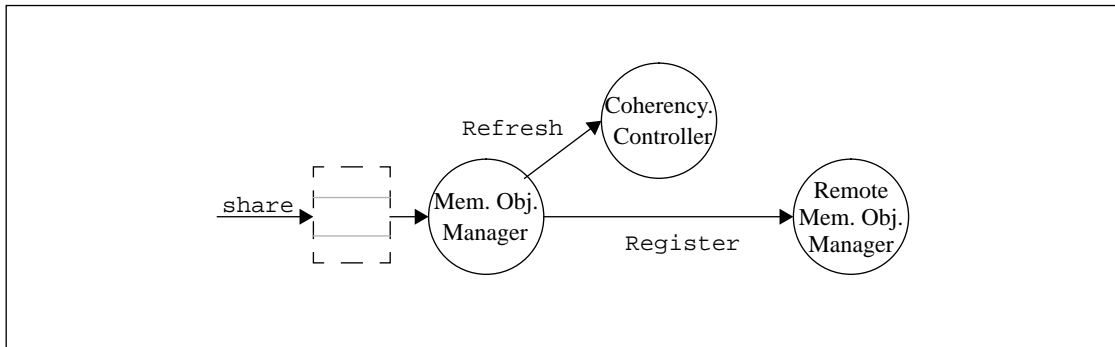 Coherency.
Controller
Refresh
share
Mem. Obj.
Manager
Register
Remote
Mem. Obj.
Manager